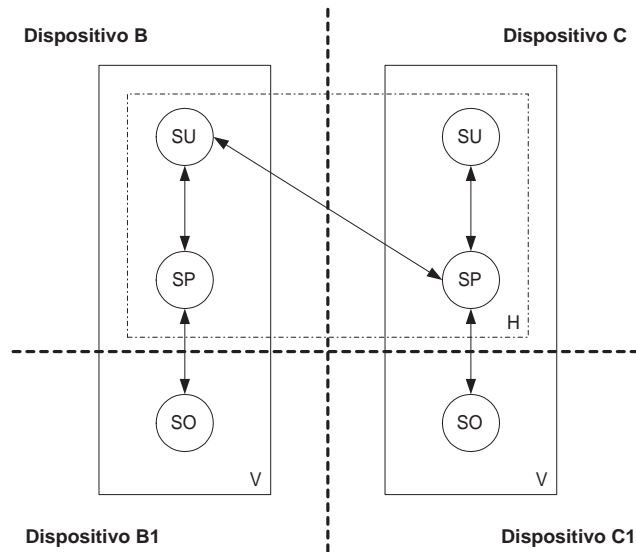 Dispositivo B
Dispositivo C
SU
SU
SP
SP
H
SO
SO
V
V
Dispositivo B1
Dispositivo C1